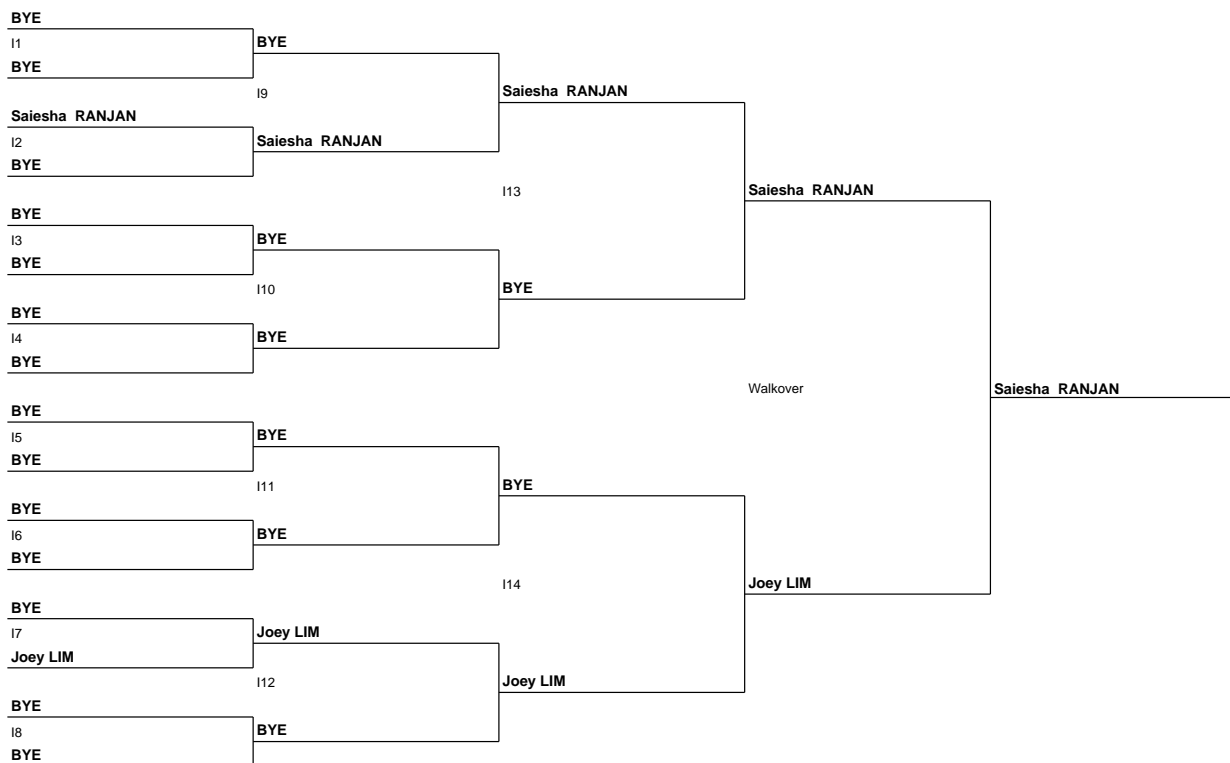 BYE
I1
BYE
BYE
I9
Saiesha RANJAN
Saiesha RANJAN
I2
Saiesha RANJAN
BYE
I13
Saiesha RANJAN
BYE
I3
BYE
BYE
I10
BYE
BYE
I4
BYE
BYE
Walkover
Saiesha RANJAN
BYE
I5
BYE
BYE
I11
BYE
BYE
I6
BYE
BYE
I14
Joey LIM
BYE
I7
Joey LIM
Joey LIM
I12
Joey LIM
BYE
I8
BYE
BYE